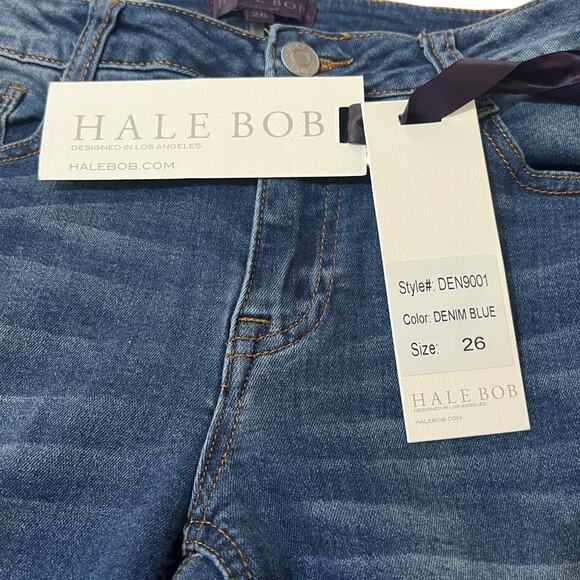 26
HALE BOB
DESIGNED IN LOS ANGELES
HALEBOB.COM
Style#: DEN9001
Color: DENIM BLUE
Size: 26
HALE BOB
DESIGNED IN LOS ANGELES
HALEBOB.COM